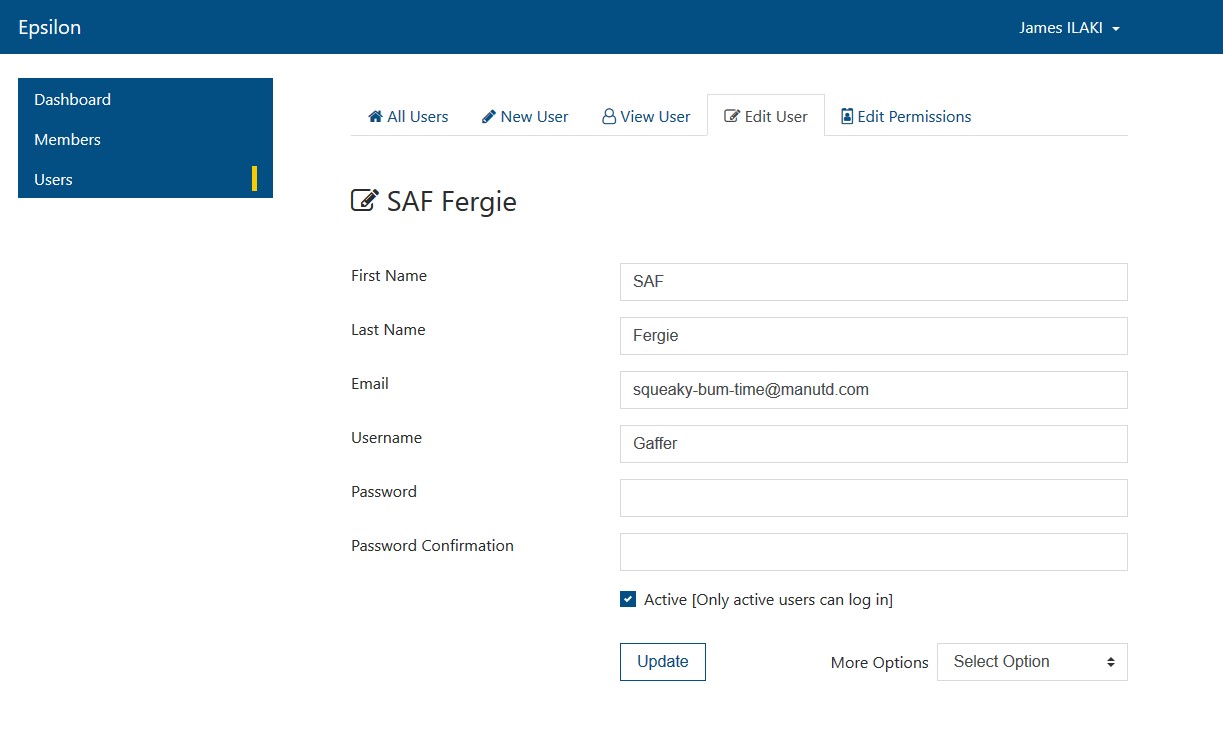 Epsilon
James ILAKI
Dashboard
Members
Users
All Users
New User
View User
Edit User
Edit Permissions
SAF Fergie
First Name
SAF
Last Name
Fergie
Email
squeaky-bum-time@manutd.com
Username
Gaffer
Password
Password Confirmation
Active [Only active users can log in]
Update
More Options
Select Option